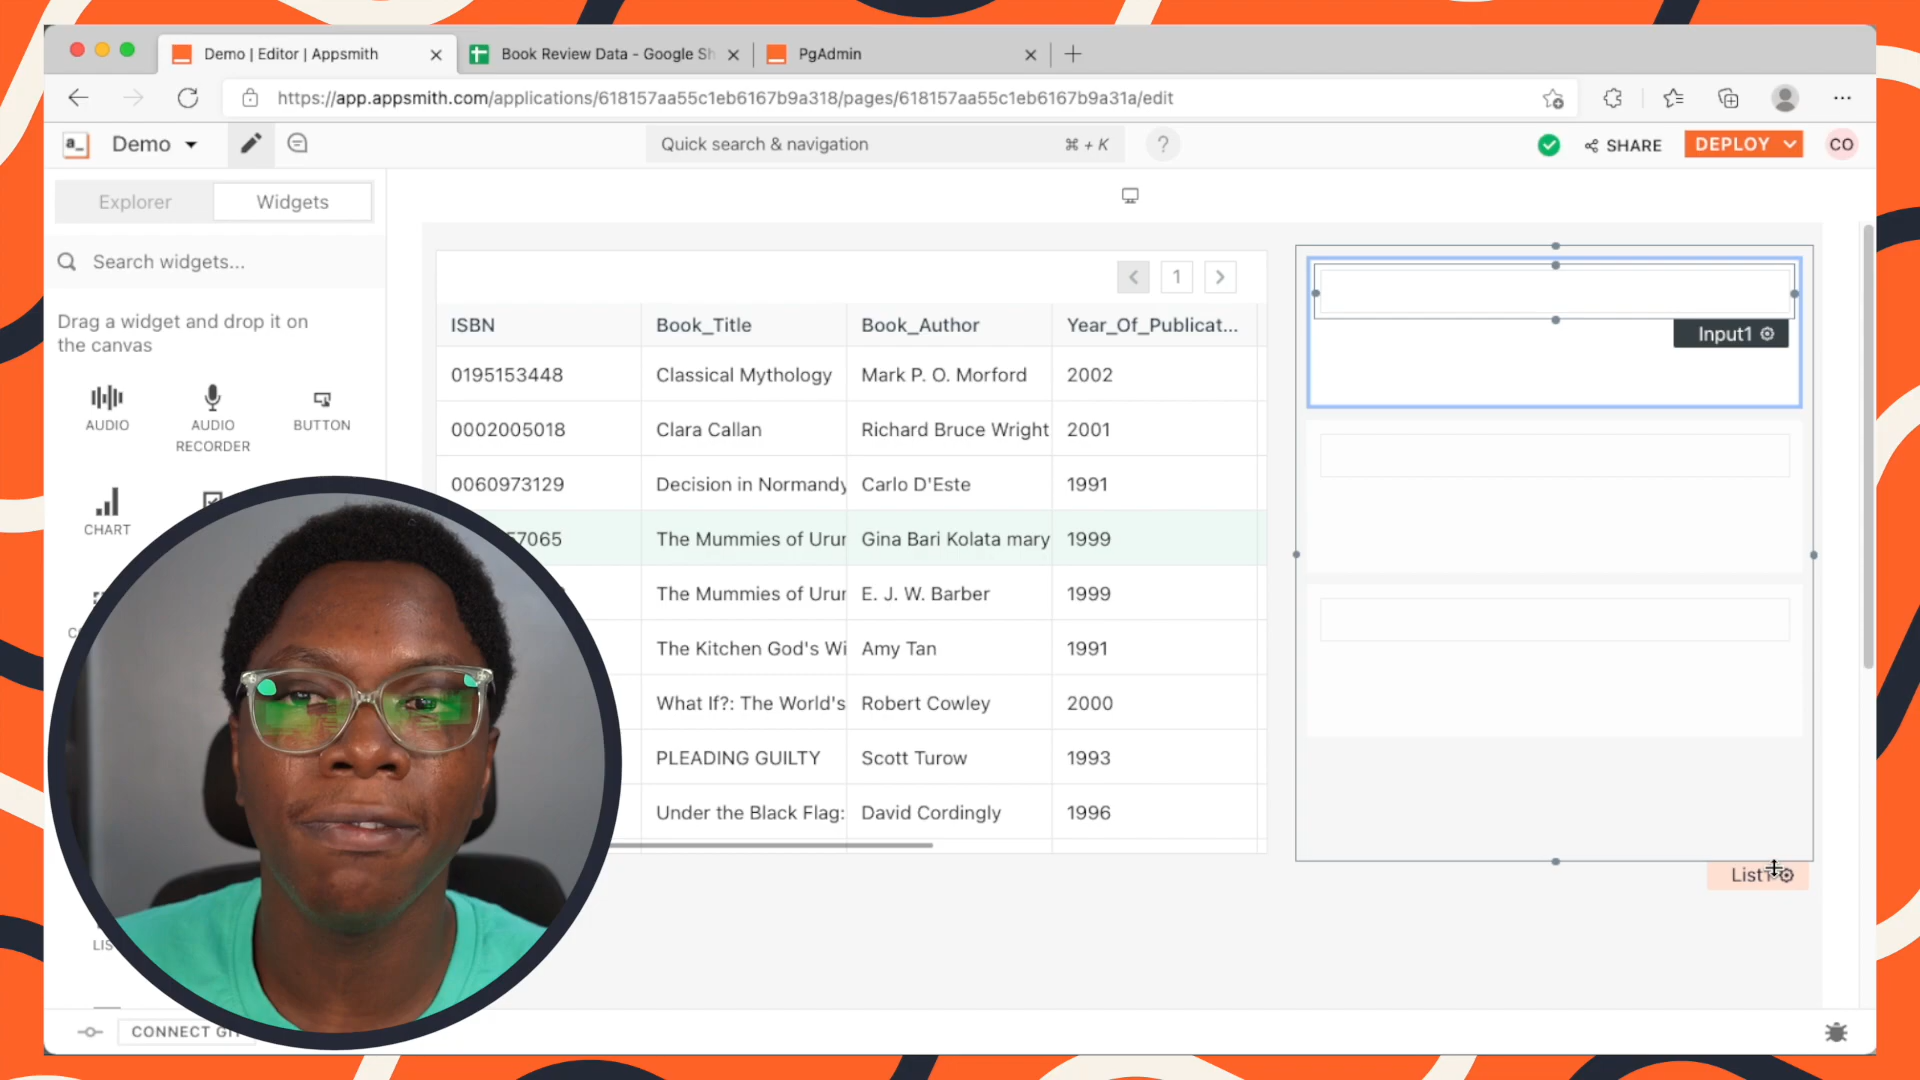 Demo | Editor | Appsmith
Book Review Data - Google Sh
PgAdmin
https://app.appsmith.com/applications/618157aa55c1eb6167b9a318/pages/618157aa55c1eb6167b9a31a/edit
a_
Demo
Quick search & navigation
⌘ + K
?
SHARE
DEPLOY
CO
Explorer
Widgets
Search widgets...
Drag a widget and drop it on
the canvas
AUDIO
AUDIO
RECORDER
BUTTON
CHART
LIS
CONNECT GI
1
ISBN
Book_Title
Book_Author
Year_Of_Publicat...
0195153448
Classical Mythology
Mark P. O. Morford
2002
0002005018
Clara Callan
Richard Bruce Wright
2001
0060973129
Decision in Normandy
Carlo D'Este
1991
57065
The Mummies of Urur
Gina Bari Kolata mary
1999
The Mummies of Urur
E. J. W. Barber
1999
The Kitchen God's Wi
Amy Tan
1991
What If?: The World's
Robert Cowley
2000
PLEADING GUILTY
Scott Turow
1993
Under the Black Flag:
David Cordingly
1996
Input1
List1